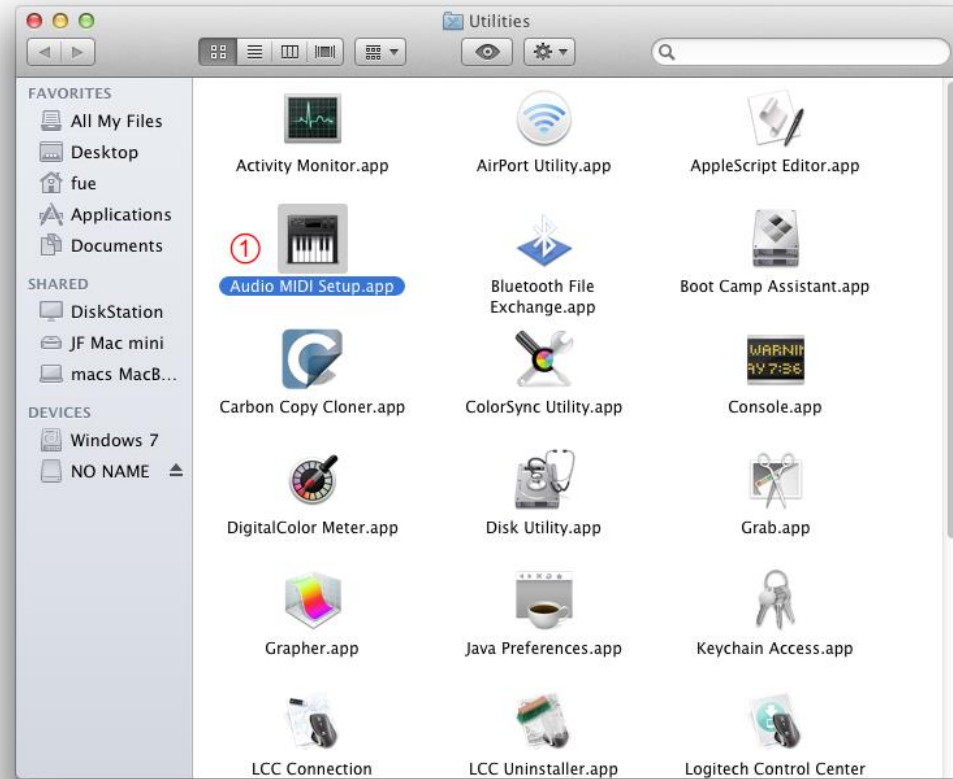 Utilities
FAVORITES
All My Files
Desktop
fue
Applications
Documents
SHARED
DiskStation
JF Mac mini
macs MacB...
DEVICES
Windows 7
NO NAME
Activity Monitor.app
AirPort Utility.app
AppleScript Editor.app
①
Audio MIDI Setup.app
Bluetooth File
Exchange.app
Boot Camp Assistant.app
Carbon Copy Cloner.app
ColorSync Utility.app
WARNIN
AY 7:36
Console.app
DigitalColor Meter.app
Disk Utility.app
Grab.app
Grapher.app
Java Preferences.app
Keychain Access.app
LCC Connection
LCC Uninstaller.app
Logitech Control Center